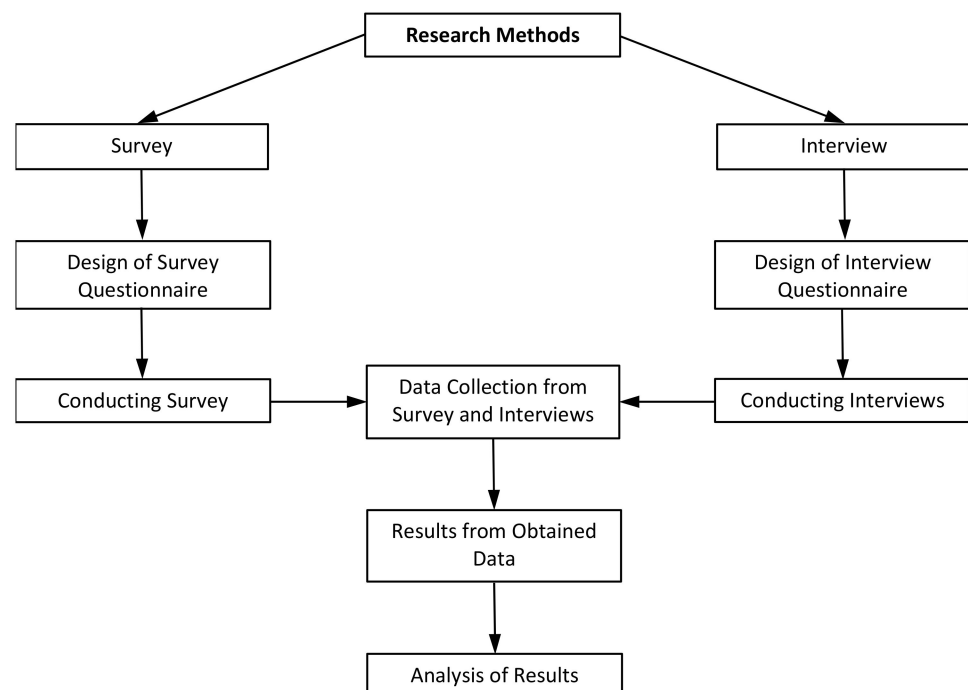 Research Methods
Survey
Interview
Design of Survey
Questionnaire
Design of Interview
Questionnaire
Conducting Survey
Data Collection from
Survey and Interviews
Conducting Interviews
Results from Obtained
Data
Analysis of Results